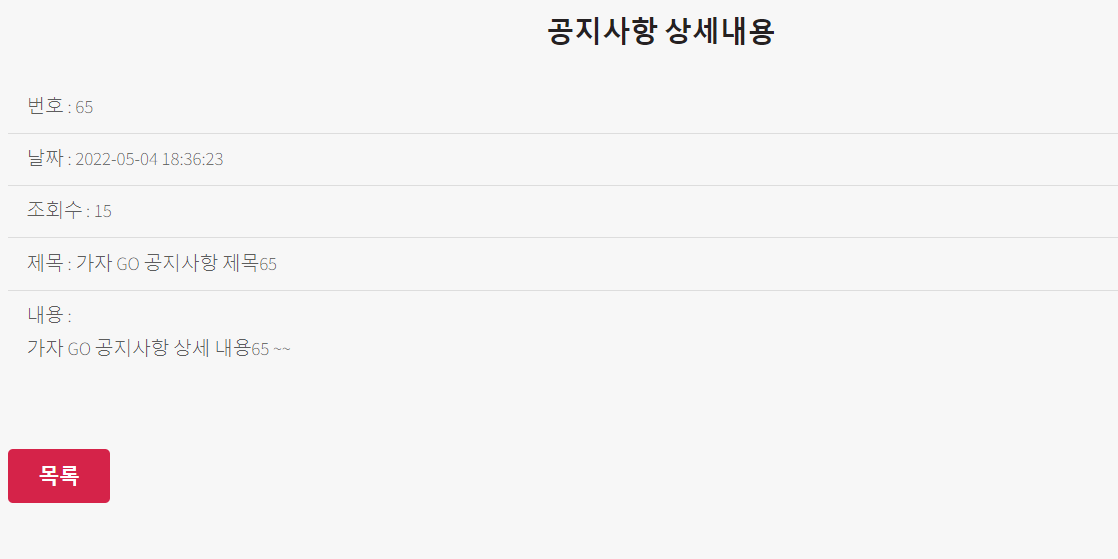 공지사항 상세내용
번호 : 65
날짜 : 2022-05-04 18:36:23
조회수 : 15
제목 : 가자 GO 공지사항 제목65
내용 :
가자 GO 공지사항 상세 내용65 ~~
목록